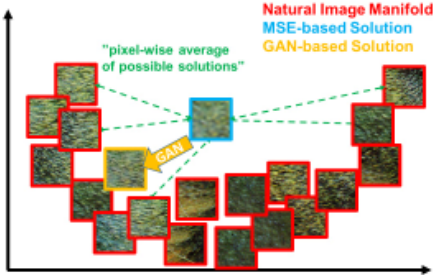 Natural Image Manifold
MSE-based Solution
GAN-based Solution
"pixel-wise average
of possible solutions"
GAN